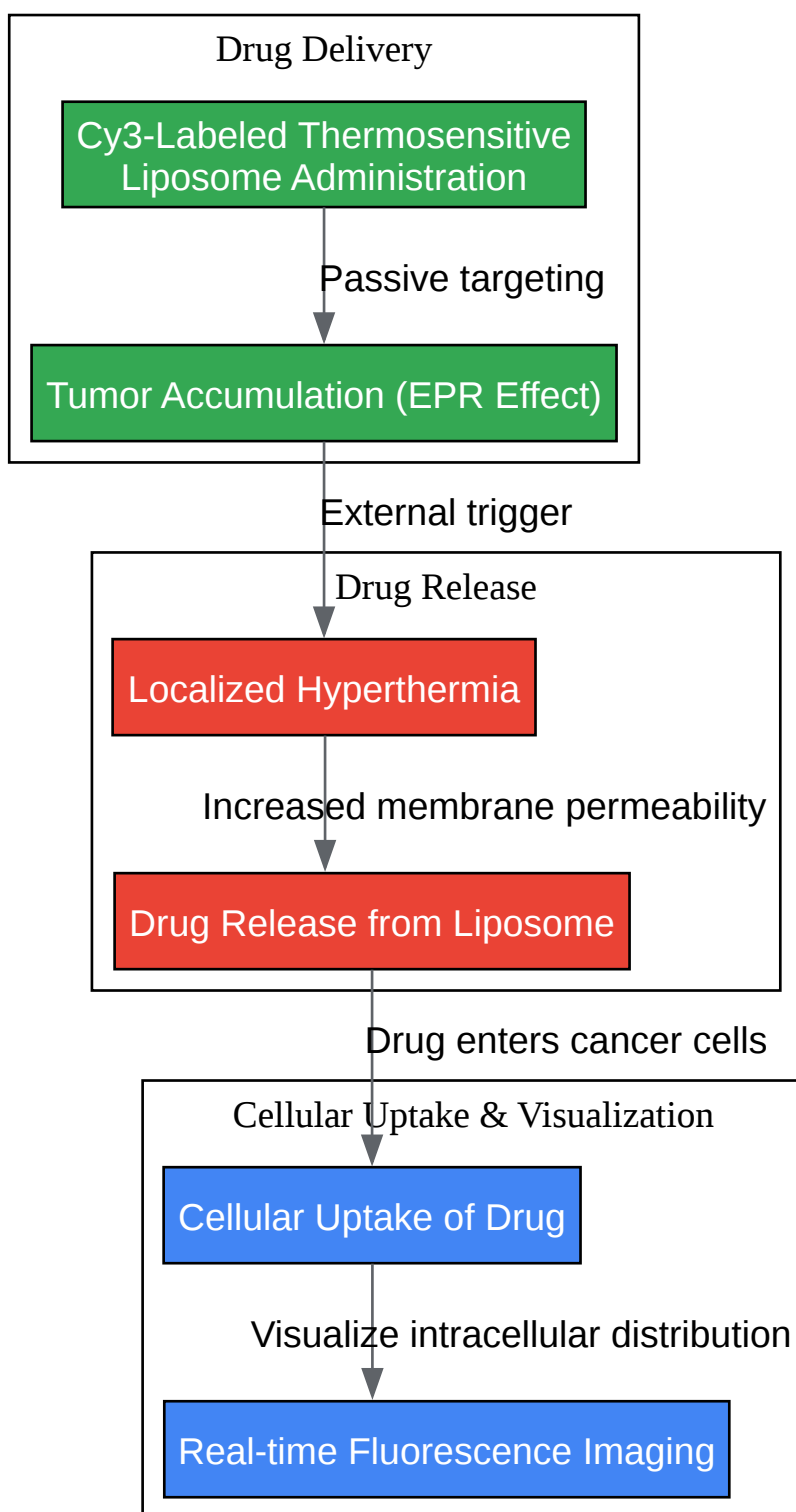 Drug Delivery
Cy3-Labeled Thermosensitive
Liposome Administration
Passive targeting
Tumor Accumulation (EPR Effect)
External trigger
Drug Release
Localized Hyperthermia
Increased membrane permeability
Drug Release from Liposome
Drug enters cancer cells
Cellular Uptake & Visualization
Cellular Uptake of Drug
Visualize intracellular distribution
Real-time Fluorescence Imaging